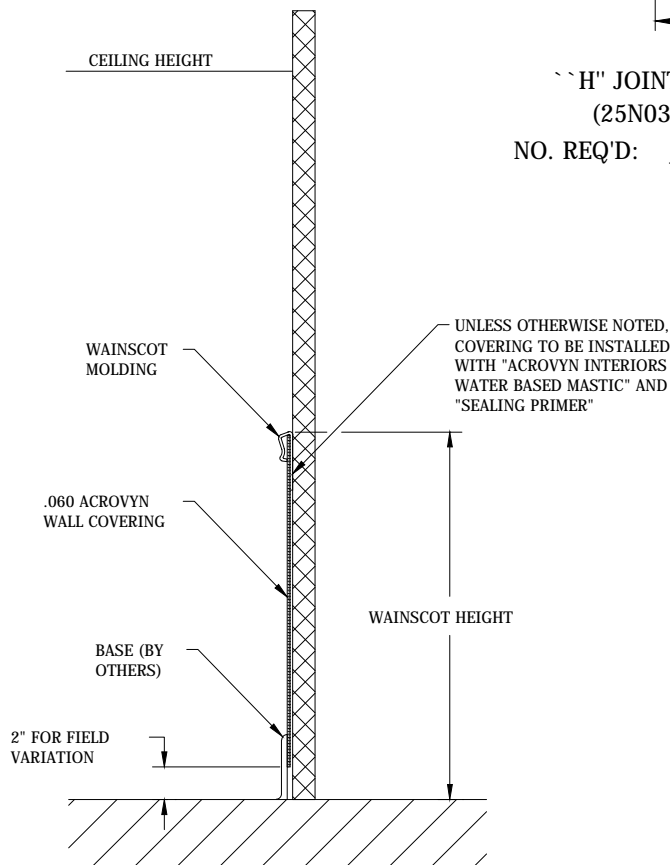 CEILING HEIGHT
``H" JOINT
(25N03
NO. REQ'D:
WAINSCOT
MOLDING
UNLESS OTHERWISE NOTED,
COVERING TO BE INSTALLED
WITH "ACROVYN INTERIORS
WATER BASED MASTIC" AND
"SEALING PRIMER"
.060 ACROVYN
WALL COVERING
WAINSCOT HEIGHT
BASE (BY
OTHERS)
2" FOR FIELD
VARIATION